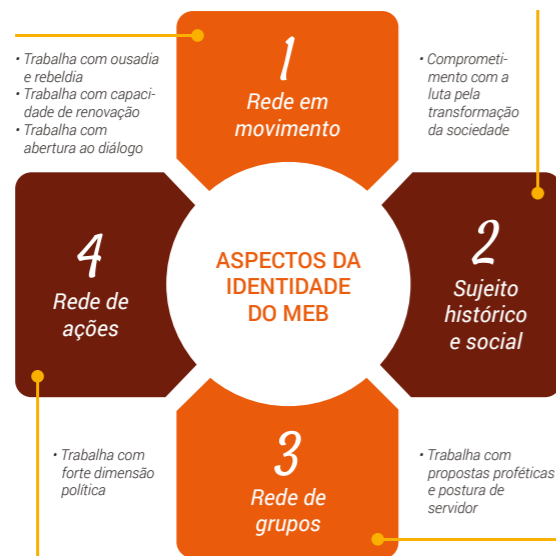 • Trabalha com ousadia
e rebeldia
• Trabalha com capaci-
dade de renovação
• Trabalha com
abertura ao diálogo
1
Rede em
movimento
• Comprometi-
mento com a
luta pela
transformação
da sociedade
4
Rede de
ações
ASPECTOS DA
IDENTIDADE
DO MEB
2
Sujeito
histórico
e social
• Trabalha com
forte dimensão
política
3
Rede de
grupos
• Trabalha com
propostas proféticas
e postura de
servidor